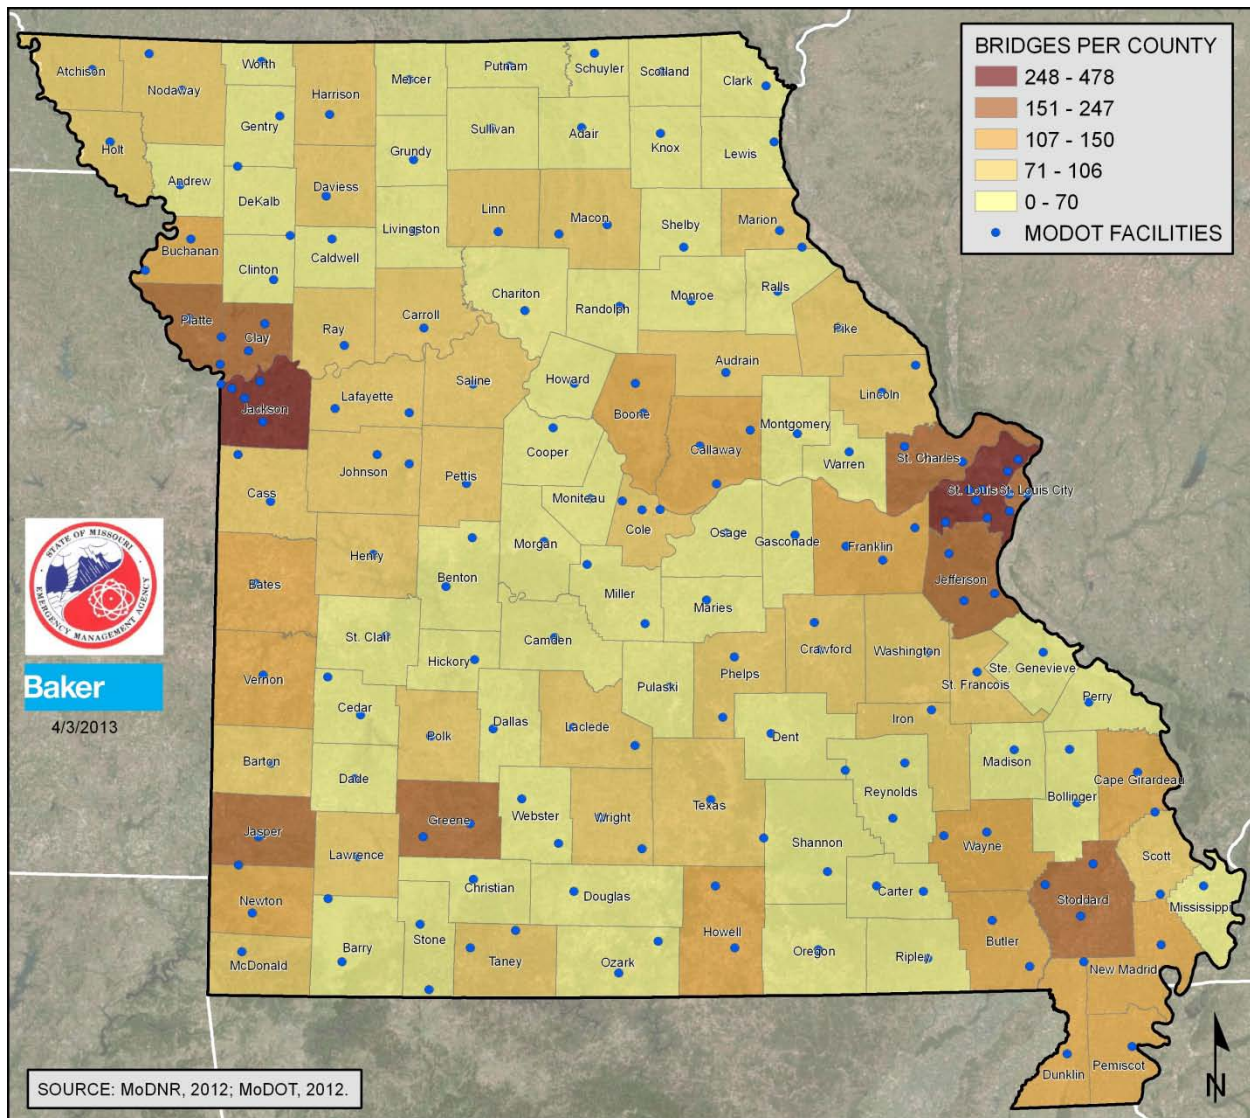 BRIDGES PER COUNTY
248 - 478
151 - 247
107 - 150
71 - 106
0 - 70
MODOT FACILITIES
Atchison
Nodaway
Worth
Harrison
Mercer
Putnam
Schuyler
Scotland
Clark
Holt
Gentry
Sullivan
Adair
Knox
Lewis
Andrew
DeKalb
Daviess
Grundy
Linn
Macon
Shelby
Marion
Buchanan
Clinton
Caldwell
Livingston
Chariton
Randolph
Monroe
Ralls
Platte
Clay
Ray
Carroll
Pike
Jackson
Lafayette
Saline
Howard
Boone
Audrain
Lincoln
Callaway
Montgomery
Warren
St. Charles
St. Louis
St. Louis City
Cass
Johnson
Pettis
Cooper
Moniteau
Cole
Osage
Gasconade
Franklin
Jefferson
Bates
Henry
Benton
Morgan
Miller
Maries
Vernon
St. Clair
Hickory
Camden
Pulaski
Phelps
Crawford
Washington
St. Francois
Ste. Genevieve
Perry
Cedar
Polk
Dallas
Laclede
Dent
Iron
Madison
Bollinger
Cape Girardeau
Barton
Dade
Greene
Webster
Wright
Texas
Shannon
Reynolds
Wayne
Scott
Mississippi
Jasper
Lawrence
Christian
Douglas
Howell
Carter
Stoddard
Newton
Barry
Stone
Taney
Ozark
Oregon
Ripley
Butler
New Madrid
McDonald
Dunklin
Pemiscot
STATE OF MISSOURI
EMERGENCY MANAGEMENT AGENCY
Baker
4/3/2013
SOURCE: MoDNR, 2012; MoDOT, 2012.
N